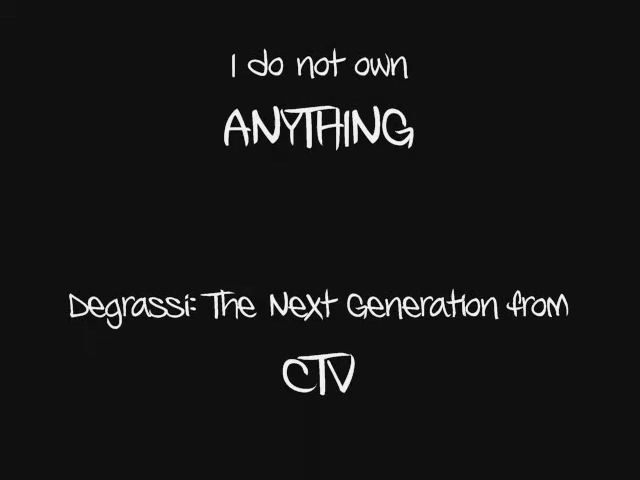 I do not own
ANYTHING
Degrassi: The Next Generation from
CTV